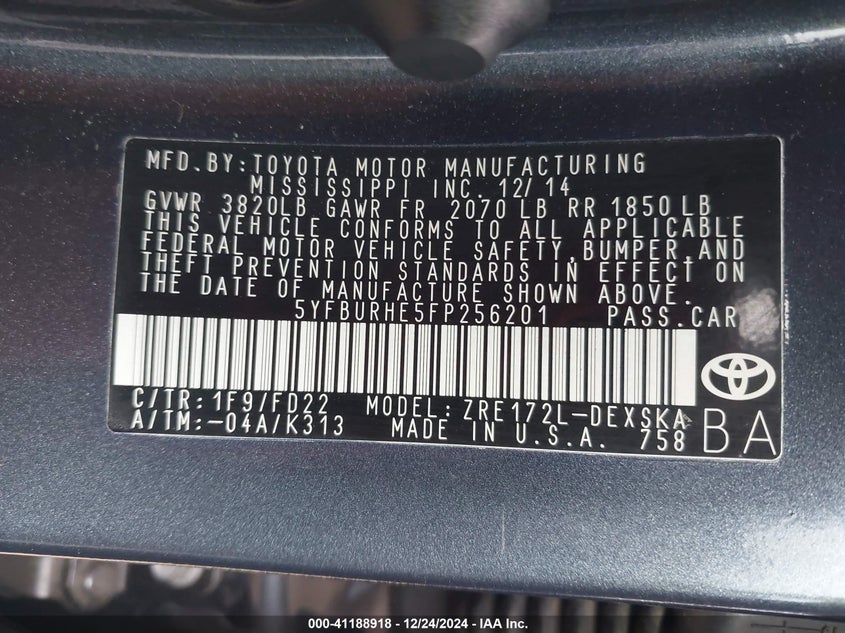 MFD.BY:TOYOTA MOTOR MANUFACTURING
MISSISSIPPI INC. 12/14
GVWR 3820LB GAWR FR 2070 LB RR 1850 LB
THIS VEHICLE CONFORMS TO ALL APPLICABLE
FEDERAL MOTOR VEHICLE SAFETY,BUMPER,AND
THEFT PREVENTION STANDARDS IN EFFECT ON
THE DATE OF MANUFACTURE SHOWN ABOVE.
5YFBURHE5FP256201 PASS.CAR
C/TR:1F9/FD22 MODEL:ZRE172L-DEXSKA
A/TM:-04A/K313 MADE IN U.S.A. 758 BA
000-41188918 - 12/24/2024 - IAA Inc.